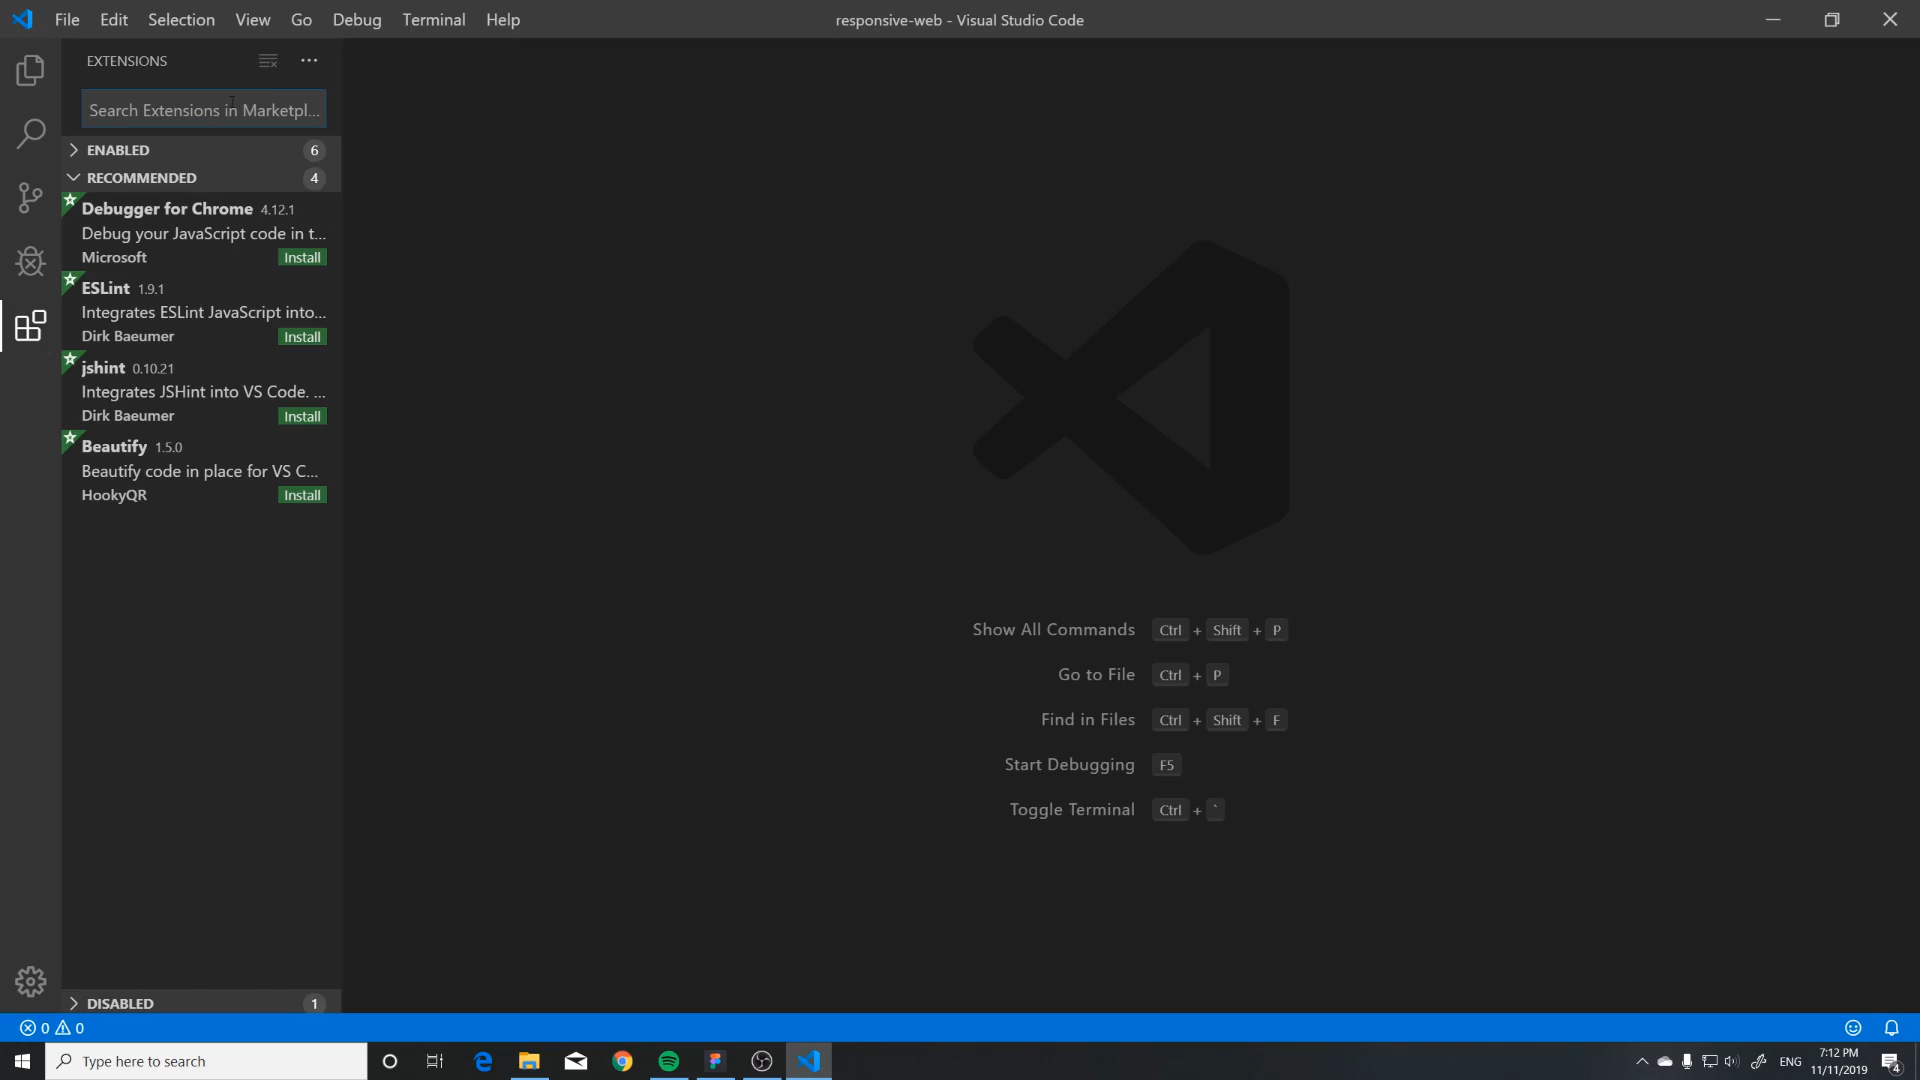 File Edit Selection View Go Debug Terminal Help
responsive-web - Visual Studio Code
EXTENSIONS
Search Extensions in Marketpl...
ENABLED 6
RECOMMENDED 4
Debugger for Chrome 4.12.1
Debug your JavaScript code in t...
Microsoft Install
ESLint 1.9.1
Integrates ESLint JavaScript into...
Dirk Baeumer Install
jshint 0.10.21
Integrates JSHint into VS Code. ...
Dirk Baeumer Install
Beautify 1.5.0
Beautify code in place for VS C...
HookyQR Install
Show All Commands Ctrl + Shift + P
Go to File Ctrl + P
Find in Files Ctrl + Shift + F
Start Debugging F5
Toggle Terminal Ctrl + `
DISABLED 1
0 0
Type here to search
ENG
7:12 PM
11/11/2019
4